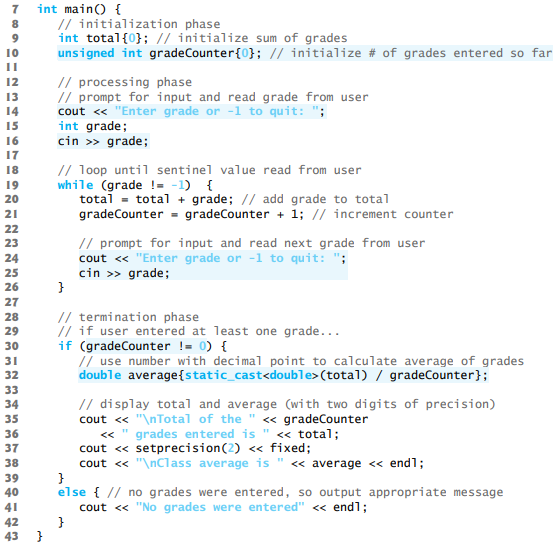 7 int main() {
8 // initialization phase
9 int total{0}; // initialize sum of grades
10 unsigned int gradeCounter{0}; // initialize # of grades entered so far
11
12 // processing phase
13 // prompt for input and read grade from user
14 cout << "Enter grade or -1 to quit: ";
15 int grade;
16 cin >> grade;
17
18 // loop until sentinel value read from user
19 while (grade != -1) {
20 total = total + grade; // add grade to total
21 gradeCounter = gradeCounter + 1; // increment counter
22
23 // prompt for input and read next grade from user
24 cout << "Enter grade or -1 to quit: ";
25 cin >> grade;
26 }
27
28 // termination phase
29 // if user entered at least one grade...
30 if (gradeCounter != 0) {
31 // use number with decimal point to calculate average of grades
32 double average{static_cast<double>(total) / gradeCounter};
33
34 // display total and average (with two digits of precision)
35 cout << "\nTotal of the " << gradeCounter
36 << " grades entered is " << total;
37 cout << setprecision(2) << fixed;
38 cout << "\nClass average is " << average << endl;
39 }
40 else { // no grades were entered, so output appropriate message
41 cout << "No grades were entered" << endl;
42 }
43 }